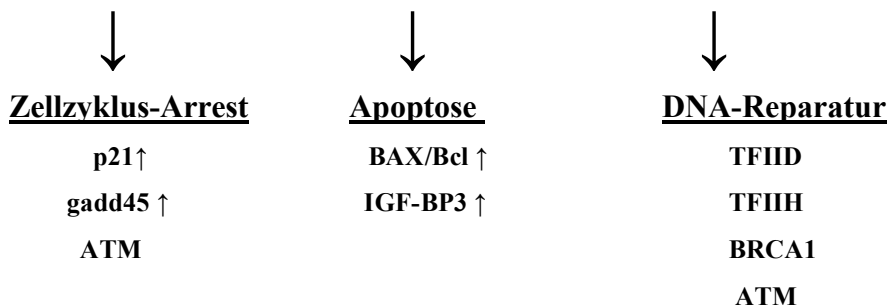 Zellzyklus-Arrest Apoptose DNA-Reparatur
p21↑ BAX/Bcl ↑ TFIID
gadd45 ↑ IGF-BP3 ↑ TFIIH
ATM BRCA1
ATM